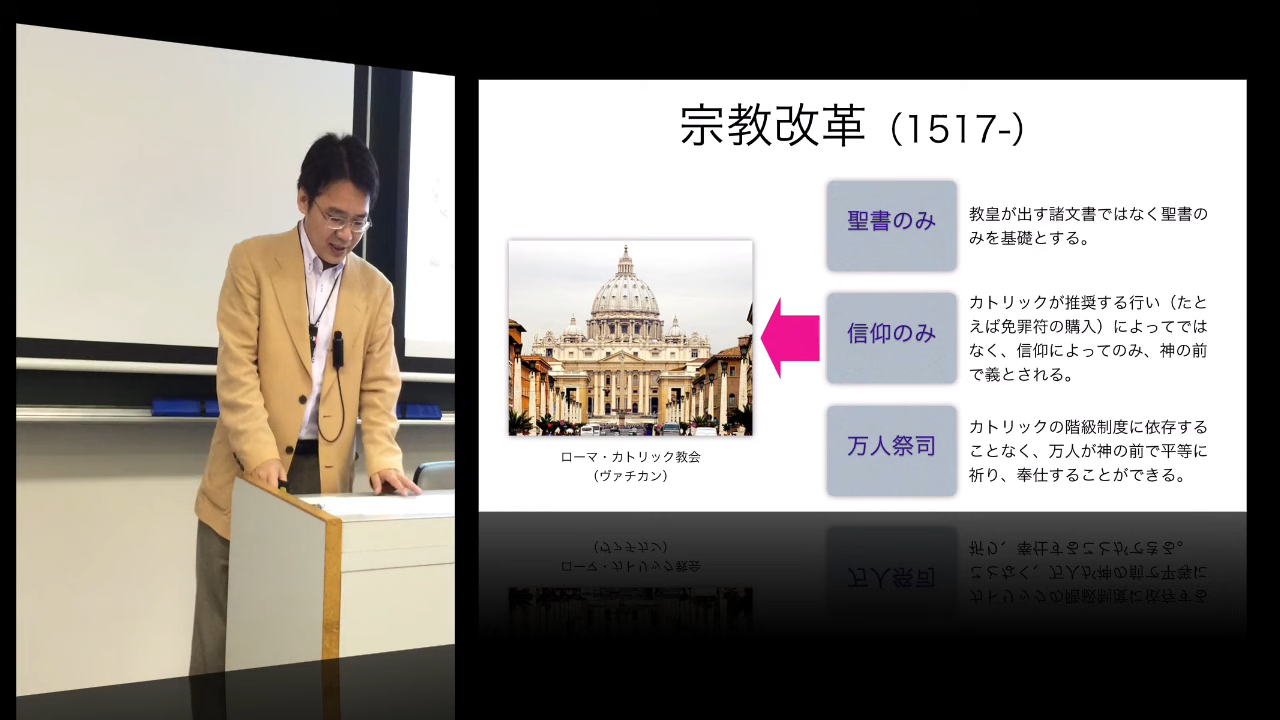 宗教改革（1517-）
聖書のみ
教皇が出す諸文書ではなく聖書の
みを基礎とする。
信仰のみ
カトリックが推奨する行い（たと
えば免罪符の購入）によってでは
なく、信仰によってのみ、神の前
で義とされる。
万人祭司
カトリックの階級制度に依存する
ことなく、万人が神の前で平等に
祈り、奉仕することができる。
ローマ・カトリック教会
（ヴァチカン）